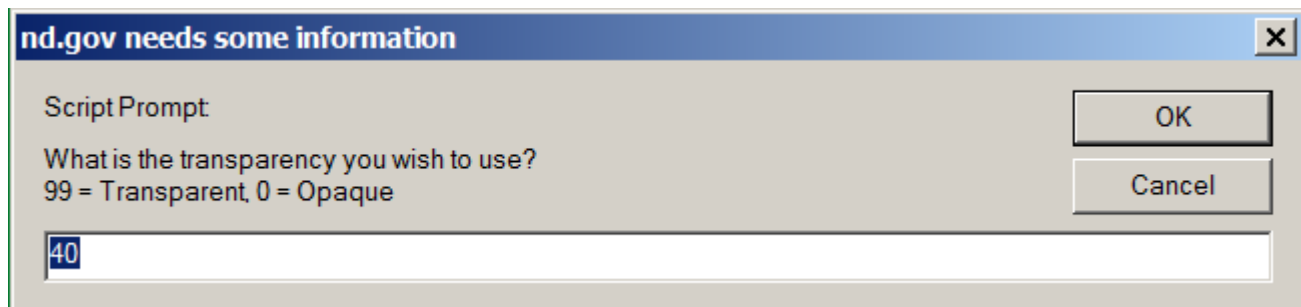 nd.gov needs some information
Script Prompt:
OK
What is the transparency you wish to use?
99 = Transparent, 0 = Opaque
Cancel
40